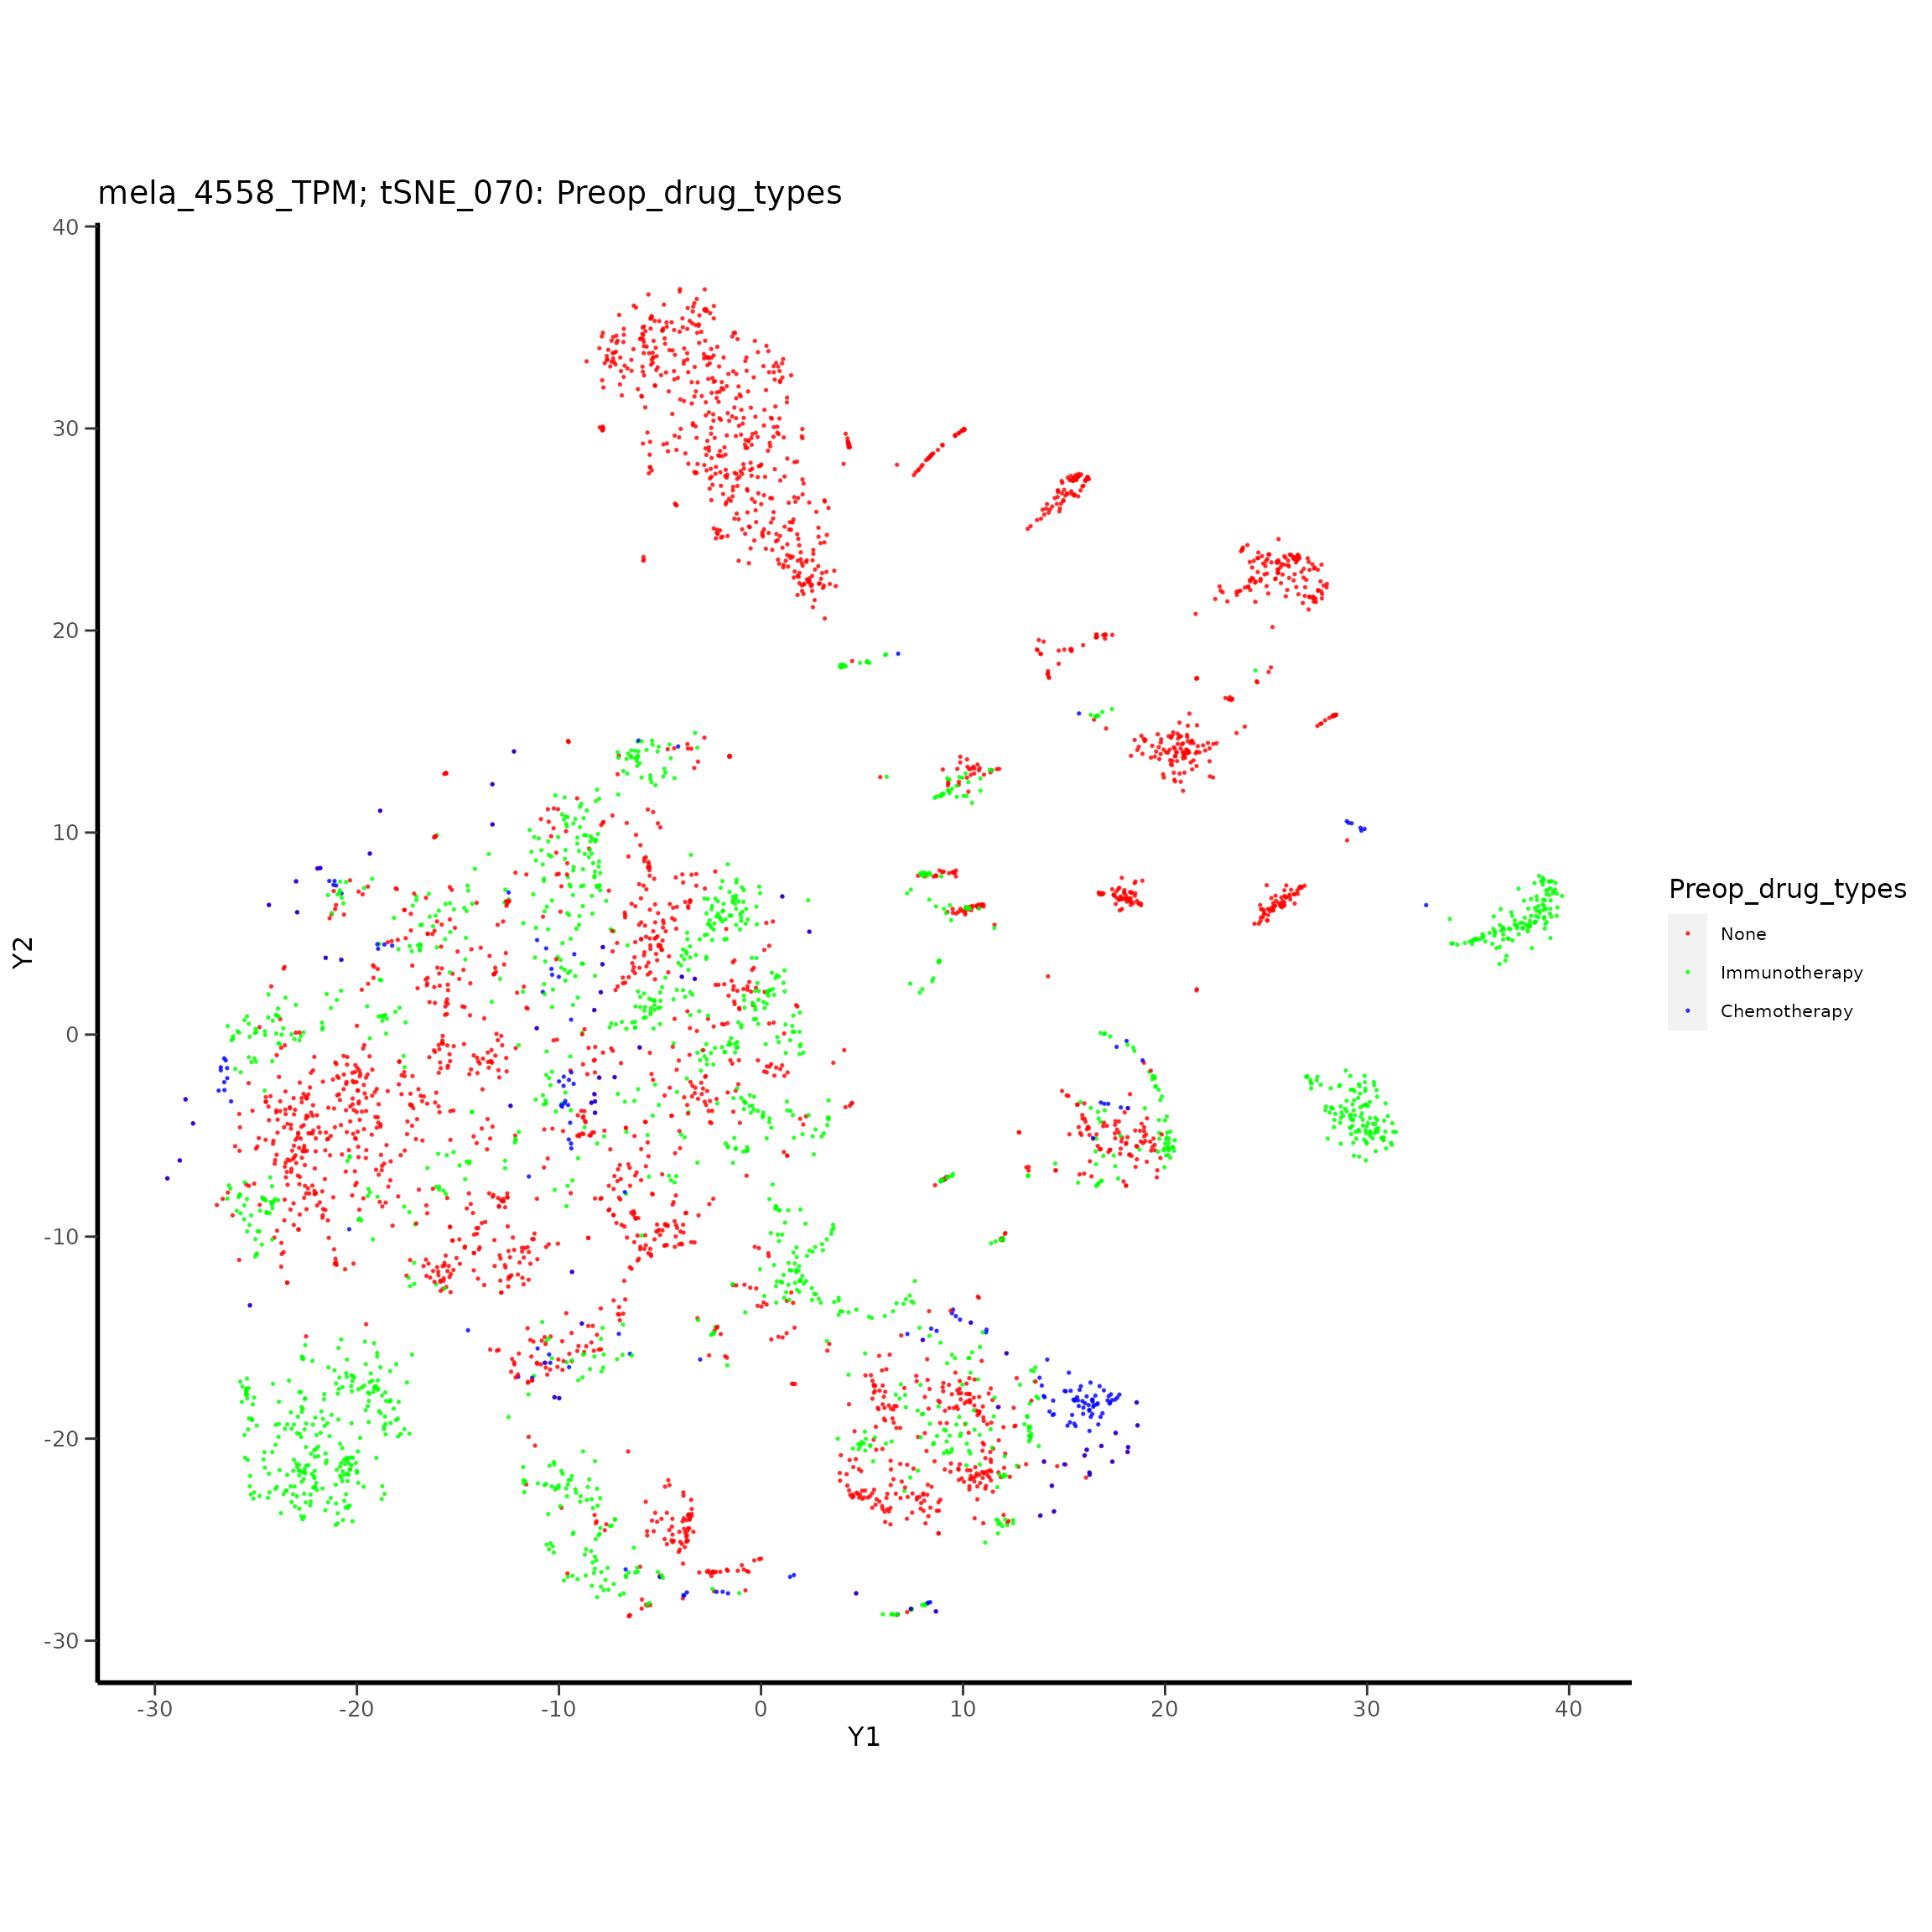 mela_4558_TPM; tSNE_070: Preop_drug_types
40
30
20
10
0
-10
-20
-30
Y2
-30 -20 -10 0 10 20 30 40
Y1
Preop_drug_types
None
Immunotherapy
Chemotherapy